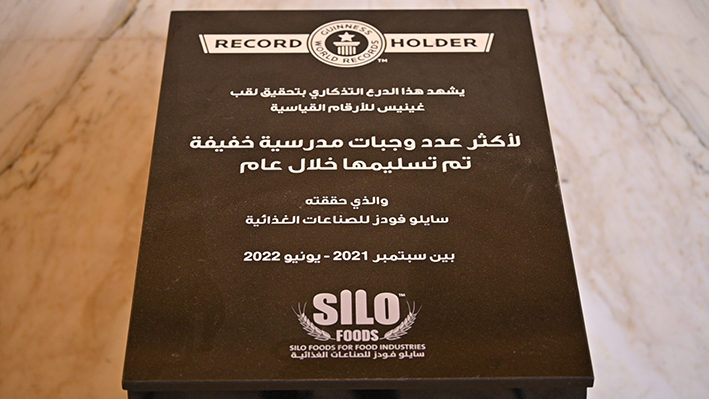 RECORD HOLDER
GUINNESS WORLD RECORDS ™
يشهد هذا الدرع التذكاري بتحقيق لقب
غينيس للأرقام القياسية
لأكثر عدد وجبات مدرسية خفيفة
تم تسليمها خلال عام
والذي حققته
سايلو فودز للصناعات الغذائية
بين سبتمبر 2021 - يونيو 2022
SILO™
FOODS
SILO FOODS FOR FOOD INDUSTRIES
سايلو فودز للصناعات الغذائية